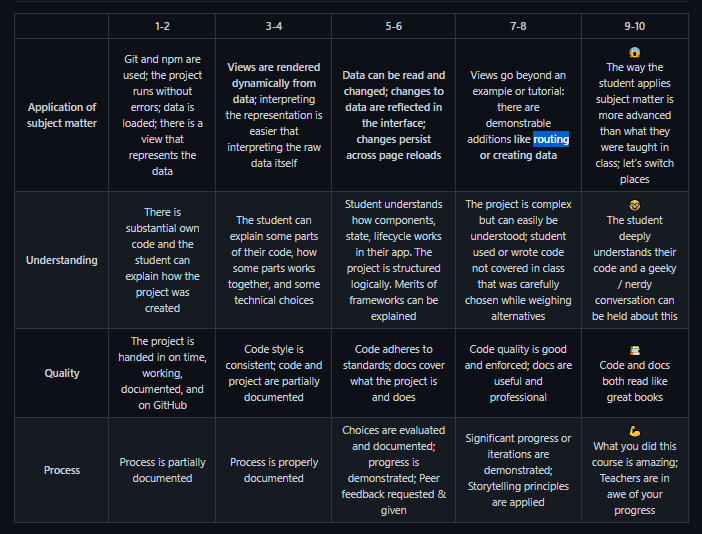 1-2 3-4 5-6 7-8 9-10
Application of
subject matter
Git and npm are
used; the project
runs without
errors; data is
loaded; there is a
view that
represents the
data
Views are rendered
dynamically from
data; interpreting
the representation is
easier that
interpreting the raw
data itself
Data can be read and
changed; changes to
data are reflected in
the interface;
changes persist
across page reloads
Views go beyond an
example or tutorial:
there are
demonstrable
additions like routing
or creating data
😱
The way the
student applies
subject matter is
more advanced
than what they
were taught in
class; let's switch
places
Understanding
There is
substantial own
code and the
student can
explain how the
project was
created
The student can
explain some parts
of their code, how
some parts works
together, and some
technical choices
Student understands
how components,
state, lifecycle works
in their app. The
project is structured
logically. Merits of
frameworks can be
explained
The project is complex
but can easily be
understood; student
used or wrote code
not covered in class
that was carefully
chosen while weighing
alternatives
🤓
The student
deeply
understands their
code and a geeky
/ nerdy
conversation can
be held about this
Quality
The project is
handed in on time,
working,
documented, and
on GitHub
Code style is
consistent; code and
project are partially
documented
Code adheres to
standards; docs cover
what the project is
and does
Code quality is good
and enforced; docs are
useful and
professional
📚
Code and docs
both read like
great books
Process
Process is partially
documented
Process is properly
documented
Choices are evaluated
and documented;
progress is
demonstrated; Peer
feedback requested &
given
Significant progress or
iterations are
demonstrated;
Storytelling principles
are applied
💪
What you did this
course is amazing;
Teachers are in
awe of your
progress